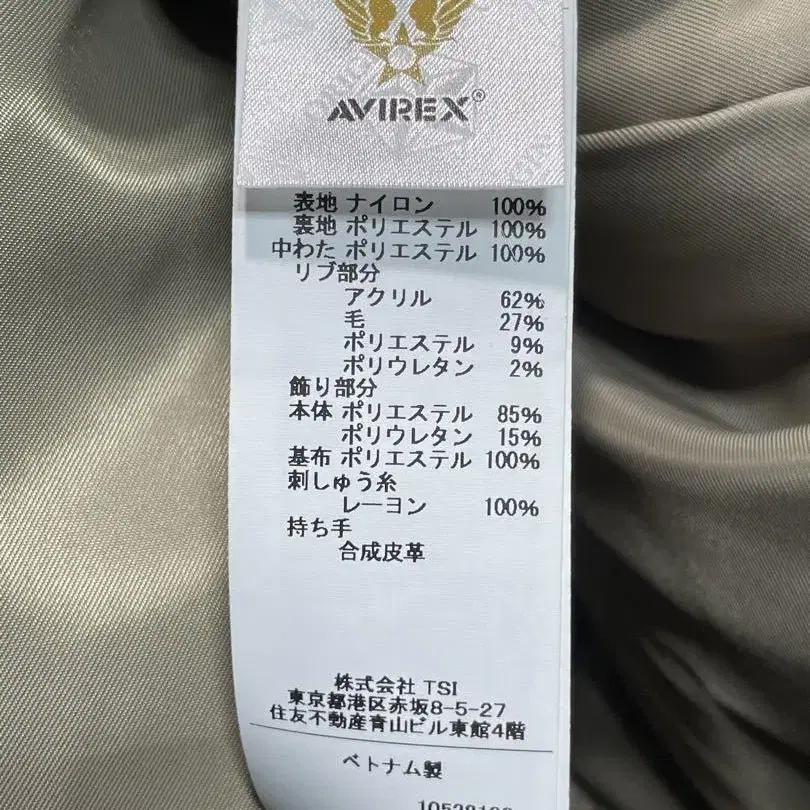 AVIREX®
表地 ナイロン 100%
裏地 ポリエステル 100%
中わた ポリエステル 100%
リブ部分
アクリル 62%
毛 27%
ポリエステル 9%
ポリウレタン 2%
飾り部分
本体 ポリエステル 85%
ポリウレタン 15%
基布 ポリエステル 100%
刺しゅう糸
レーヨン 100%
持ち手
合成皮革
株式会社 TSI
東京都港区赤坂8-5-27
住友不動産青山ビル東館4階
ベトナム製